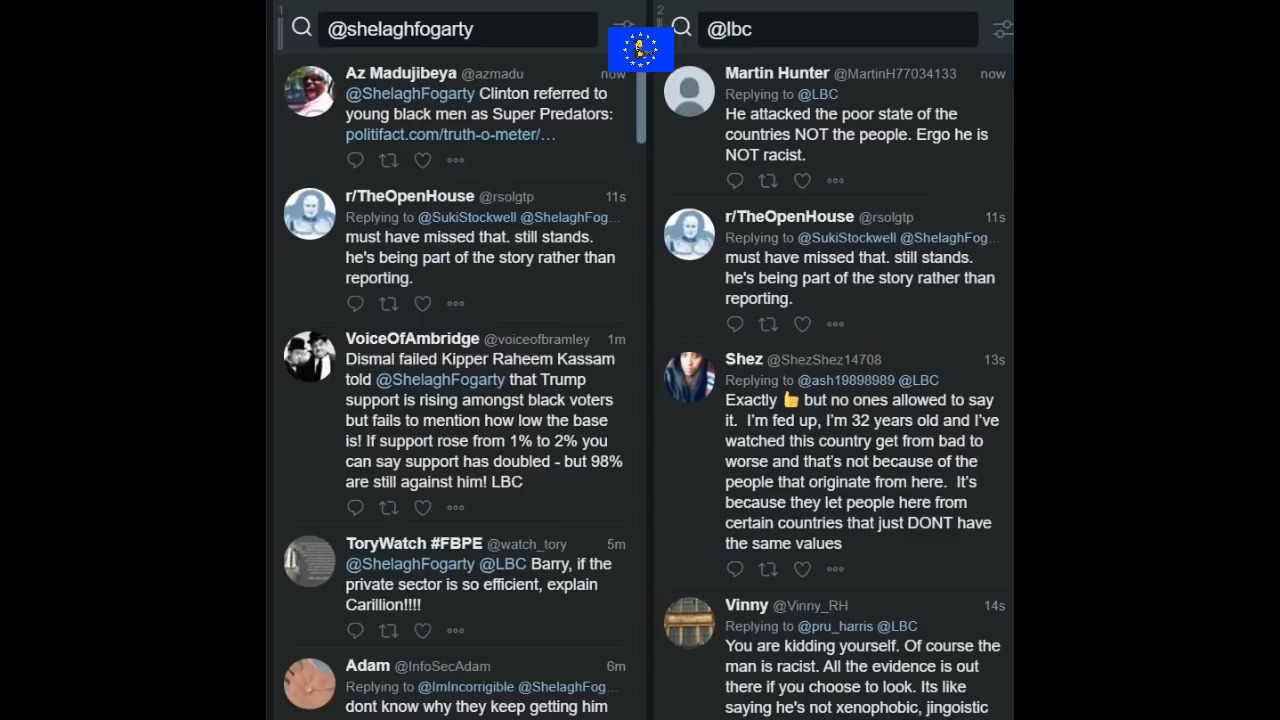 1
@shelaghfogarty
Az Madujibeya @azmadu now
@ShelaghFogarty Clinton referred to
young black men as Super Predators:
politifact.com/truth-o-meter/…
r/TheOpenHouse @rsolgtp 11s
Replying to @SukiStockwell @ShelaghFog…
must have missed that. still stands.
he's being part of the story rather than
reporting.
VoiceOfAmbridge @voiceofbramley 1m
Dismal failed Kipper Raheem Kassam
told @ShelaghFogarty that Trump
support is rising amongst black voters
but fails to mention how low the base
is! If support rose from 1% to 2% you
can say support has doubled - but 98%
are still against him! LBC
ToryWatch #FBPE @watch_tory 5m
@ShelaghFogarty @LBC Barry, if the
private sector is so efficient, explain
Carillion!!!!
Adam @InfoSecAdam 6m
Replying to @ImIncorrigible @ShelaghFog…
dont know why they keep getting him
2
@lbc
Martin Hunter @MartinH77034133 now
Replying to @LBC
He attacked the poor state of the
countries NOT the people. Ergo he is
NOT racist.
r/TheOpenHouse @rsolgtp 11s
Replying to @SukiStockwell @ShelaghFog…
must have missed that. still stands.
he's being part of the story rather than
reporting.
Shez @ShezShez14708 13s
Replying to @ash19898989 @LBC
Exactly 👍 but no ones allowed to say
it. I'm fed up, I'm 32 years old and I've
watched this country get from bad to
worse and that's not because of the
people that originate from here. It's
because they let people here from
certain countries that just DONT have
the same values
Vinny @Vinny_RH 14s
Replying to @pru_harris @LBC
You are kidding yourself. Of course the
man is racist. All the evidence is out
there if you choose to look. Its like
saying he's not xenophobic, jingoistic